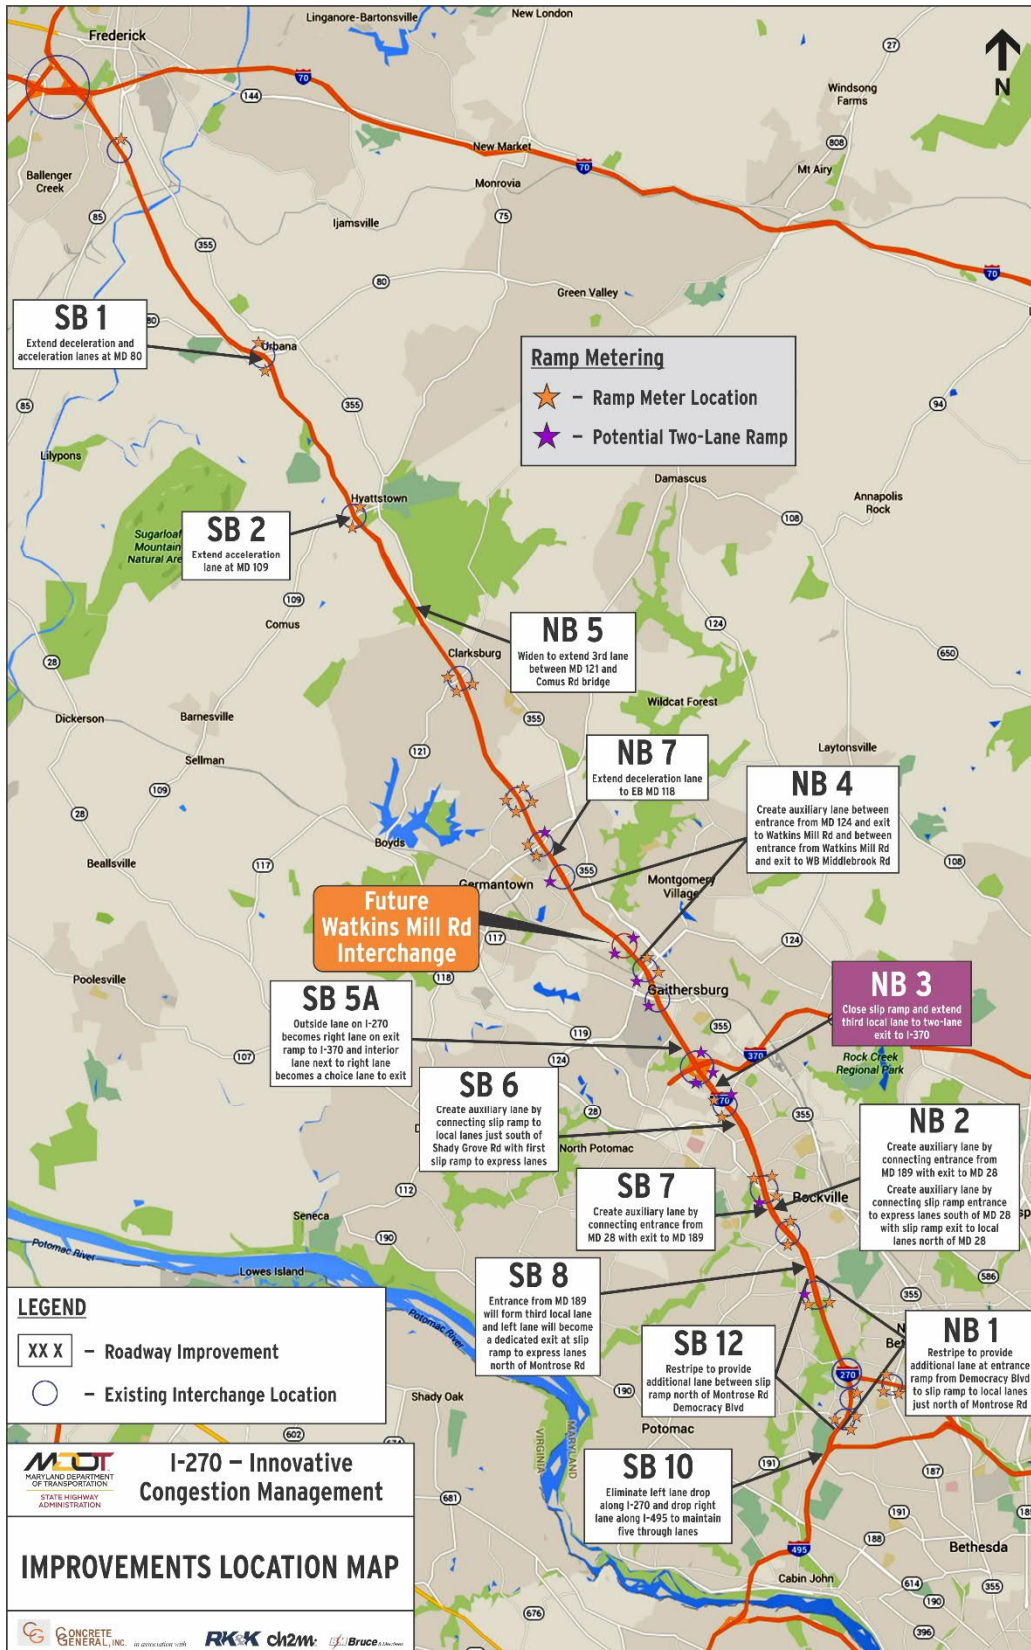 Frederick
Linganore-Bartonsville
New London
27
70
144
Windsong
Farms
N
New Market
808
Mt Airy
Ballenger
Creek
Monrovia
70
85
355
Ijamsville
75
80
70
Green Valley
SB 1
Extend deceleration and
acceleration lanes at MD 80
80
Urbana
Ramp Metering
– Ramp Meter Location
– Potential Two-Lane Ramp
85
355
94
Lilypons
Damascus
Hyattstown
Annapolis
Rock
108
SB 2
Extend acceleration
lane at MD 109
Sugarloaf
Mountain
Natural Area
109
Comus
124
NB 5
Widen to extend 3rd lane
between MD 121 and
Comus Rd bridge
Clarksburg
28
650
Wildcat Forest
Dickerson
Barnesville
355
121
Laytonsville
Sellman
NB 7
Extend deceleration lane
to EB MD 118
NB 4
Create auxiliary lane between
entrance from MD 124 and exit
to Watkins Mill Rd and between
entrance from Watkins Mill Rd
and exit to WB Middlebrook Rd
109
28
Boyds
Beallsville
117
355
108
Germantown
Montgomery
Village
Future
Watkins Mill Rd
Interchange
117
124
118
Poolesville
Gaithersburg
NB 3
Close slip ramp and extend
third local lane to two-lane
exit to I-370
SB 5A
Outside lane on I-270
becomes right lane on exit
ramp to I-370 and interior
lane next to right lane
becomes a choice lane to exit
119
355
107
124
370
Rock Creek
Regional Park
SB 6
Create auxiliary lane by
connecting slip ramp to
local lanes just south of
Shady Grove Rd with first
slip ramp to express lanes
28
355
NB 2
Create auxiliary lane by
connecting entrance from
MD 189 with exit to MD 28
Create auxiliary lane by
connecting slip ramp entrance
to express lanes south of MD 28
with slip ramp exit to local
lanes north of MD 28
North Potomac
SB 7
Create auxiliary lane by
connecting entrance from
MD 28 with exit to MD 189
112
Rockville
Seneca
190
Potomac River
Lowes Island
586
SB 8
Entrance from MD 189
will form third local lane
and left lane will become
a dedicated exit at slip
ramp to express lanes
north of Montrose Rd
355
Potomac River
LEGEND
XX X – Roadway Improvement
– Existing Interchange Location
SB 12
Restripe to provide
additional lane between slip
ramp north of Montrose Rd
Democracy Blvd
NB 1
Restripe to provide
additional lane at entrance
ramp from Democracy Blvd
to slip ramp to local lanes
just north of Montrose Rd
270
Shady Oak
190
Potomac
602
VIRGINIA
MARYLAND
191
187
SB 10
Eliminate left lane drop
along I-270 and drop right
lane along I-495 to maintain
five through lanes
MDOT
MARYLAND DEPARTMENT
OF TRANSPORTATION
STATE HIGHWAY
ADMINISTRATION
I-270 – Innovative
Congestion Management
681
191
188
Bethesda
495
Cabin John
614
355
190
IMPROVEMENTS LOCATION MAP
676
396
CG CONCRETE
GENERAL, INC.
in association with
RK&K
ch2m:
Bruce